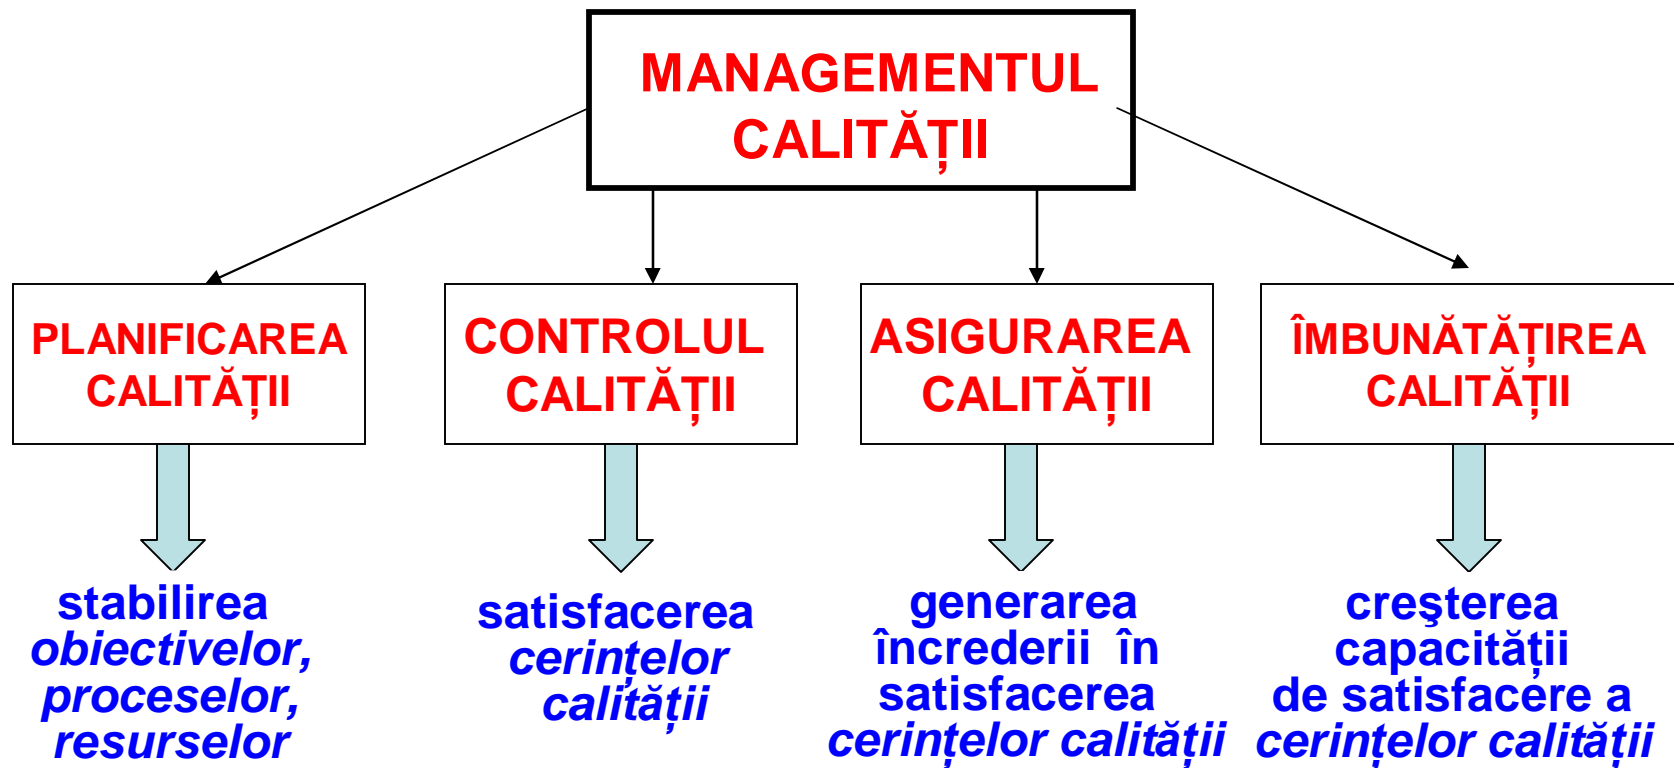 MANAGEMENTUL
CALITĂȚII
PLANIFICAREA
CALITĂȚII
CONTROLUL
CALITĂȚII
ASIGURAREA
CALITĂȚII
ÎMBUNĂTĂȚIREA
CALITĂȚII
stabilirea
obiectivelor,
proceselor,
resurselor
satisfacerea
cerințelor
calității
generarea
încrederii în
satisfacerea
cerințelor calității
creşterea
capacității
de satisfacere a
cerințelor calității